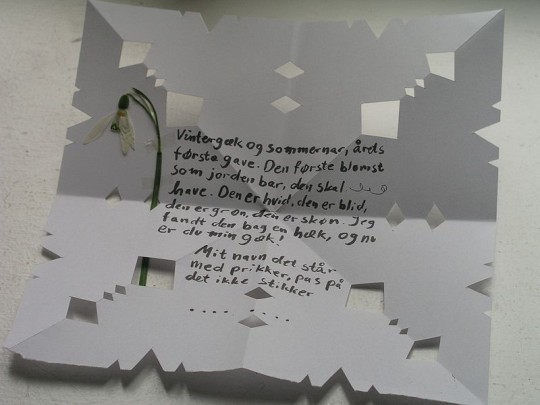 Vintergæk og sommernar, årets
første gave. Den første blomst
som jorden bar, den skal
have. Den er hvid, den er blid,
den er grøn, den er skøn. Jeg
fandt den bag en hæk, og nu
er du min gæk!
Mit navn det står
med prikker, pas på
det ikke stikker
. . . . . . . . .